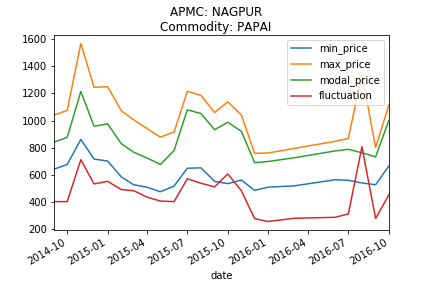 APMC: NAGPUR
Commodity: PAPAI
1600
1400
1200
1000
800
600
400
200
min_price
max_price
modal_price
fluctuation
2014-10
2015-01
2015-04
2015-07
2015-10
2016-01
2016-04
2016-07
2016-10
date